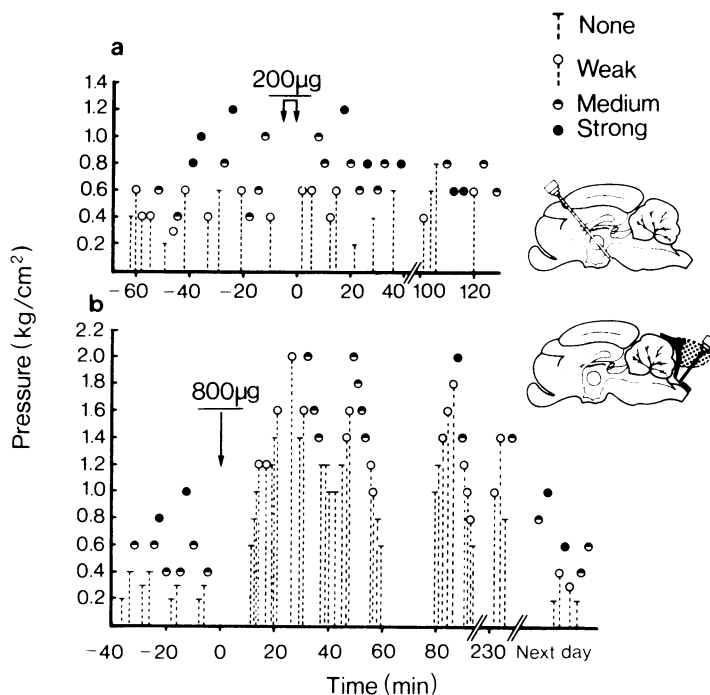 None
Weak
Medium
Strong
a
200µg
1.4
1.2
1.0
0.8
0.6
0.4
0.2
−60 −40 −20 0 20 40 100 120
b
Pressure (kg/cm²)
800µg
2.2
2.0
1.8
1.6
1.4
1.2
1.0
0.8
0.6
0.4
0.2
−40 −20 0 20 40 60 80 230 Next day
Time (min)